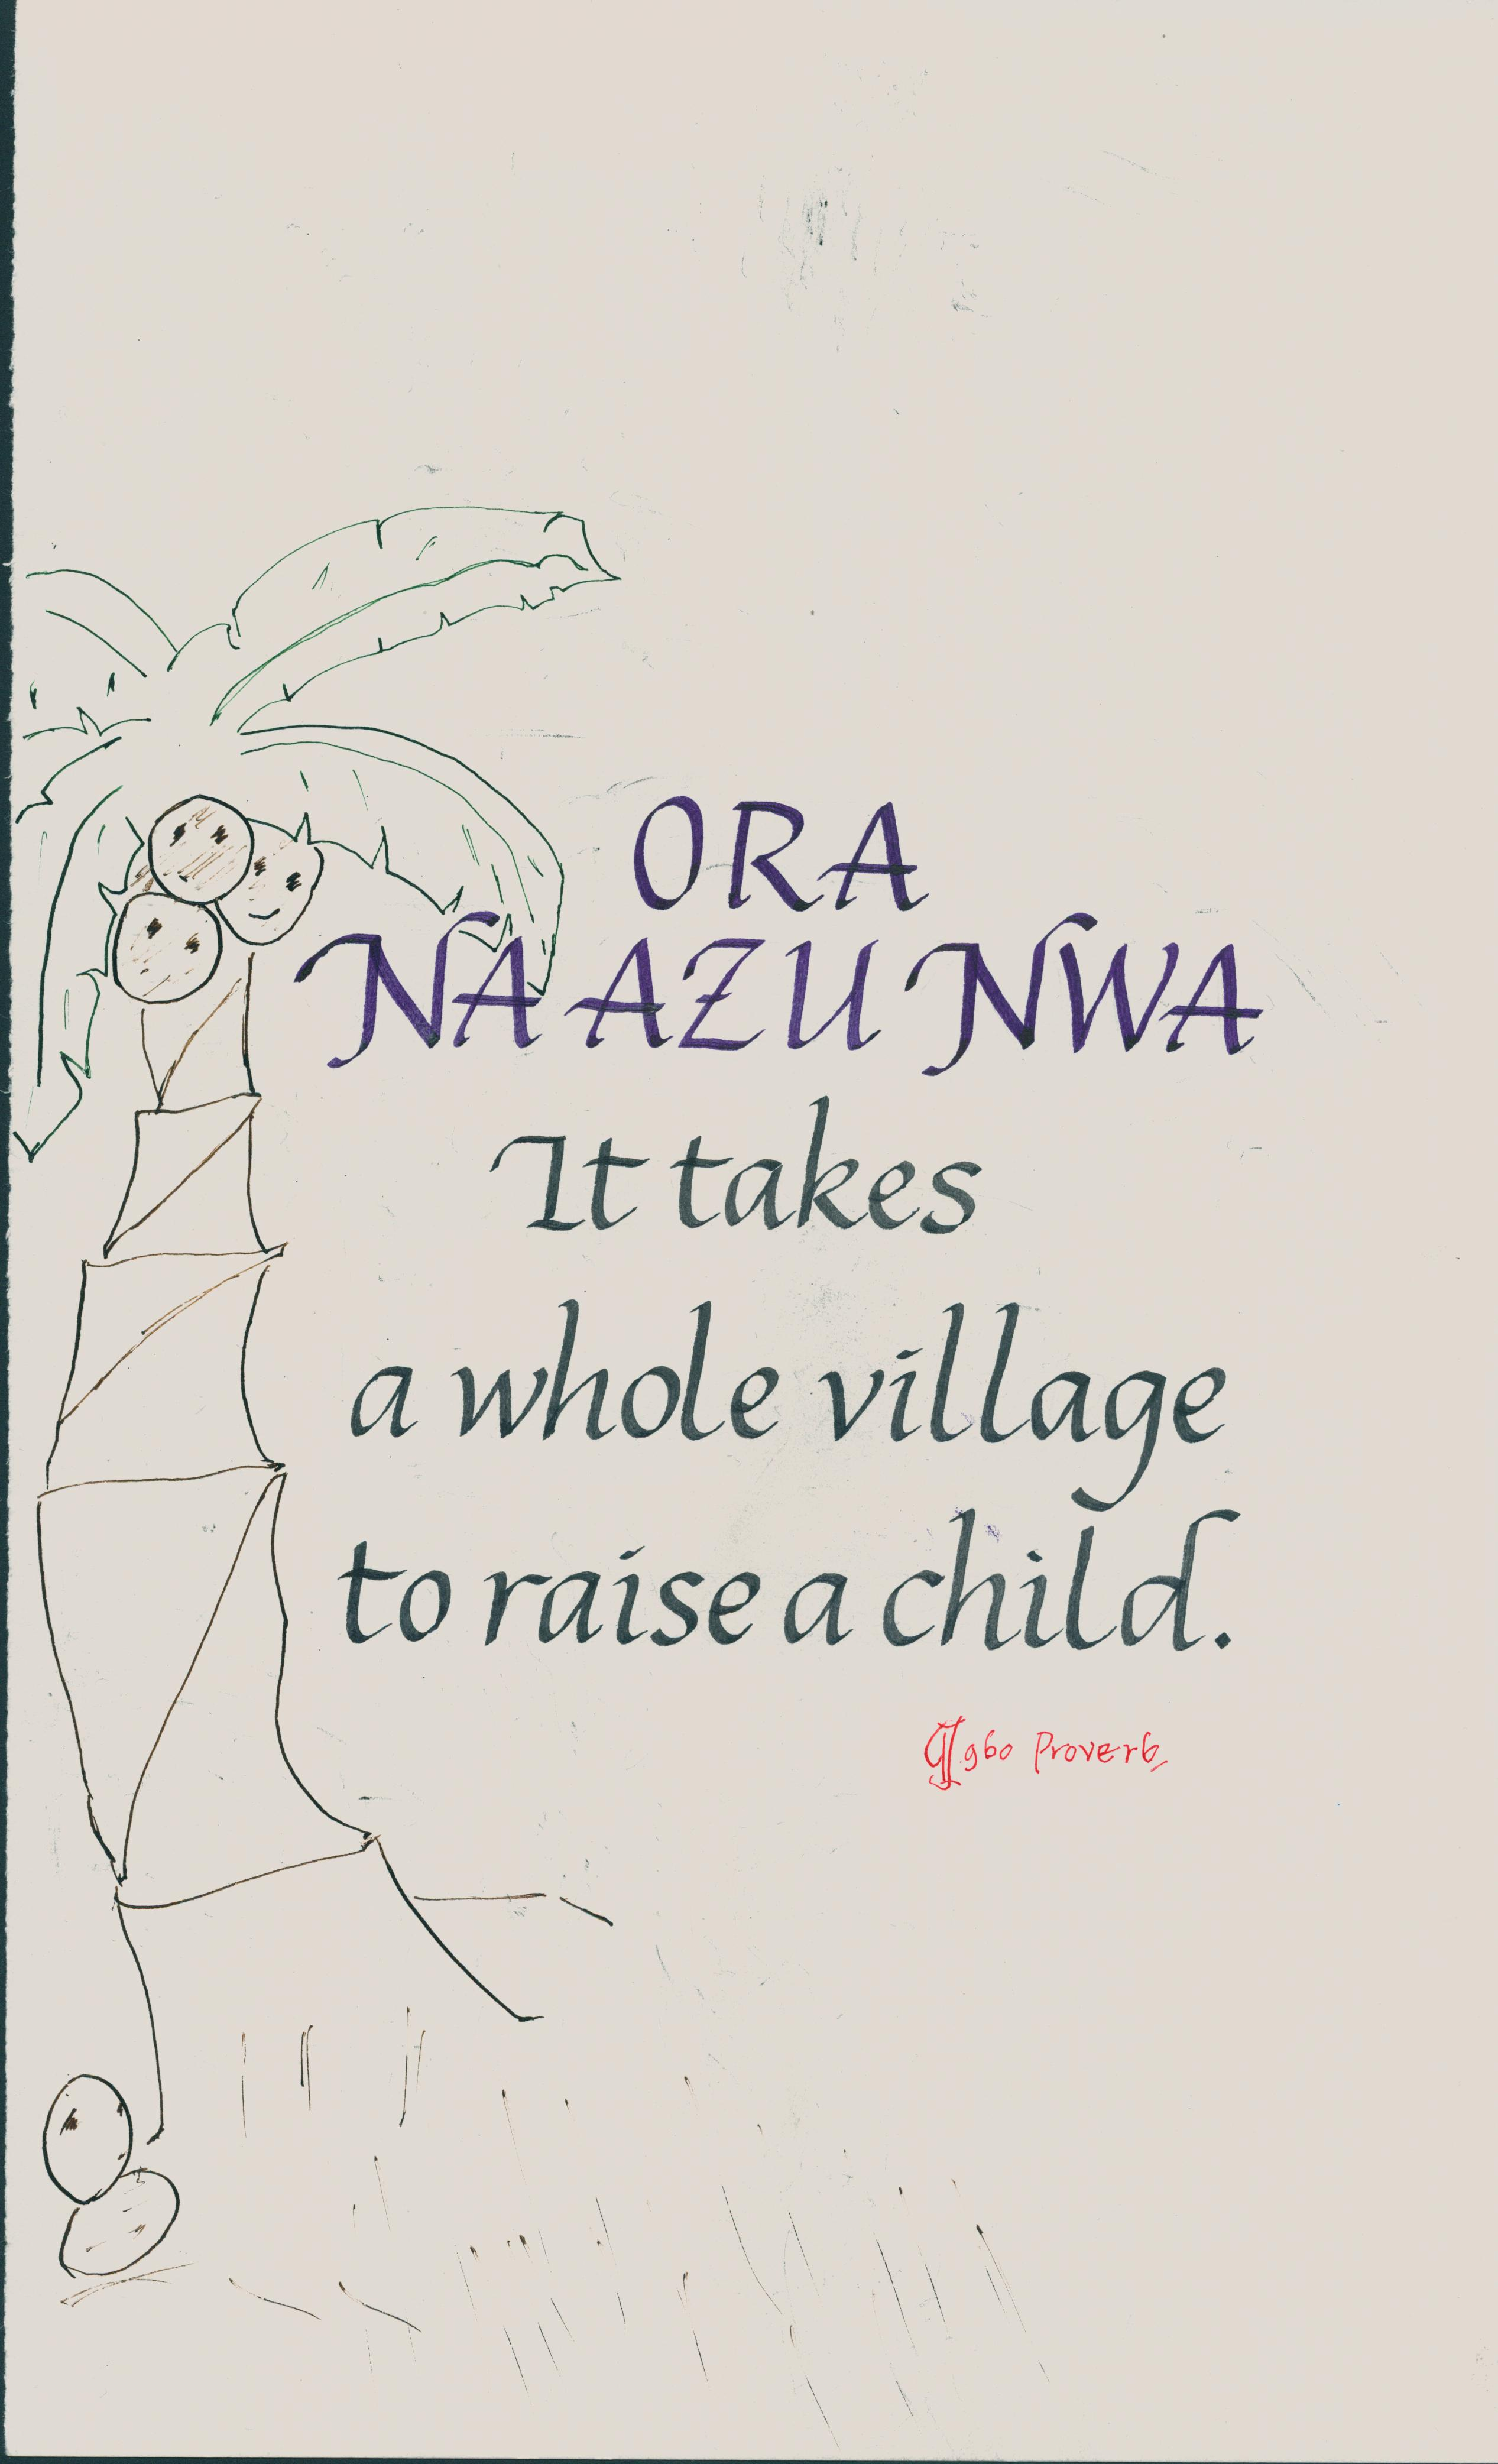 ORA
NA AZU NWA
It takes
a whole village
to raise a child.
Igbo Proverb